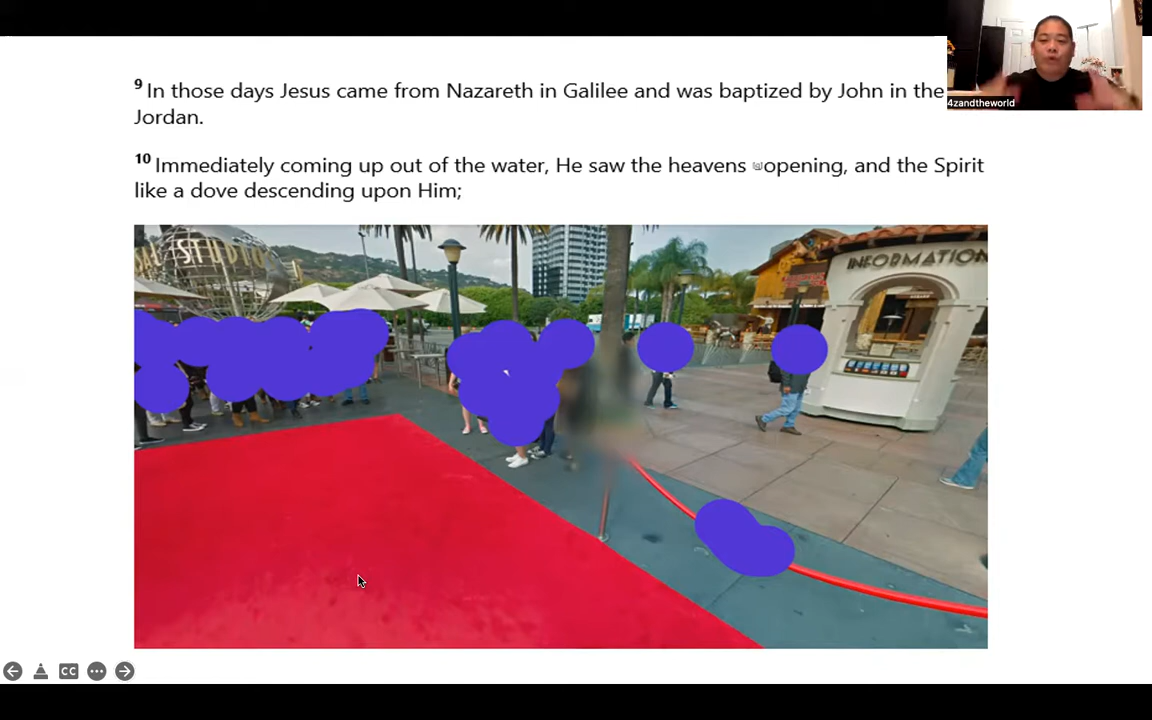 9 In those days Jesus came from Nazareth in Galilee and was baptized by John in the
Jordan.
10 Immediately coming up out of the water, He saw the heavens [a]opening, and the Spirit
like a dove descending upon Him;
4zandtheworld
STUDIO
INFORMATION
CC